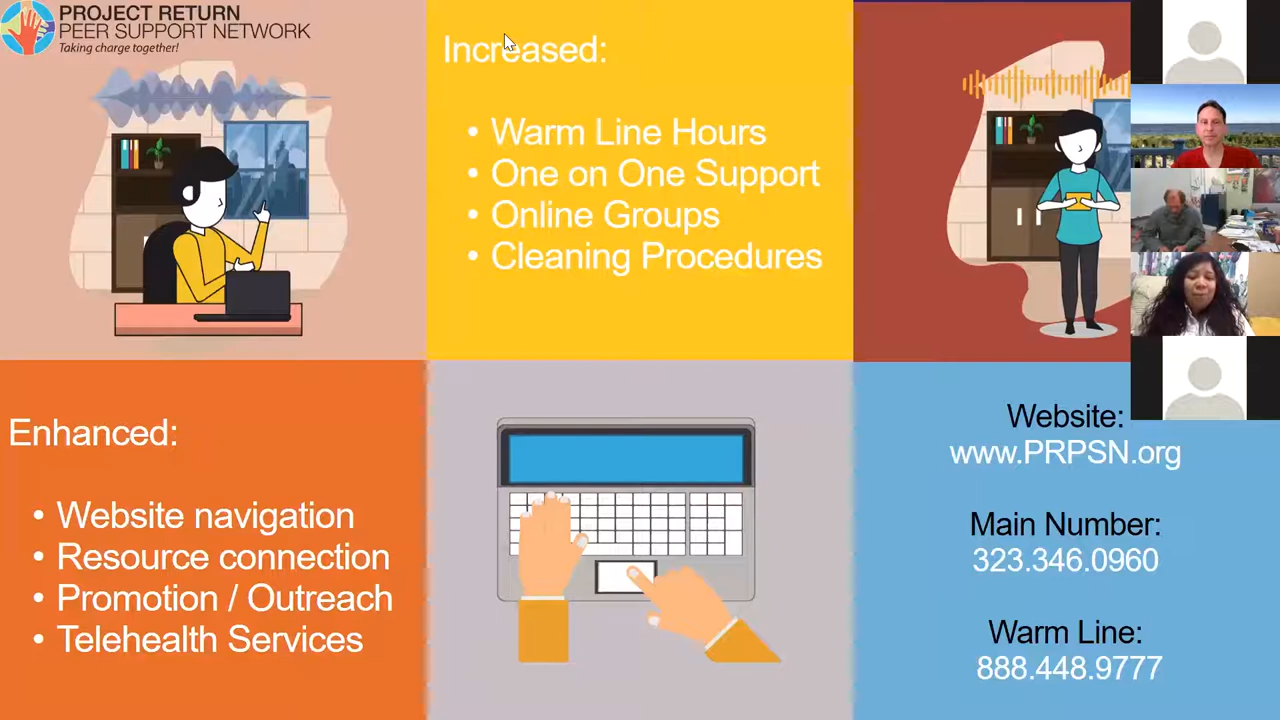 PROJECT RETURN
PEER SUPPORT NETWORK
Taking charge together!
Increased:
• Warm Line Hours
• One on One Support
• Online Groups
• Cleaning Procedures
Enhanced:
• Website navigation
• Resource connection
• Promotion / Outreach
• Telehealth Services
Website:
www.PRPSN.org
Main Number:
323.346.0960
Warm Line:
888.448.9777